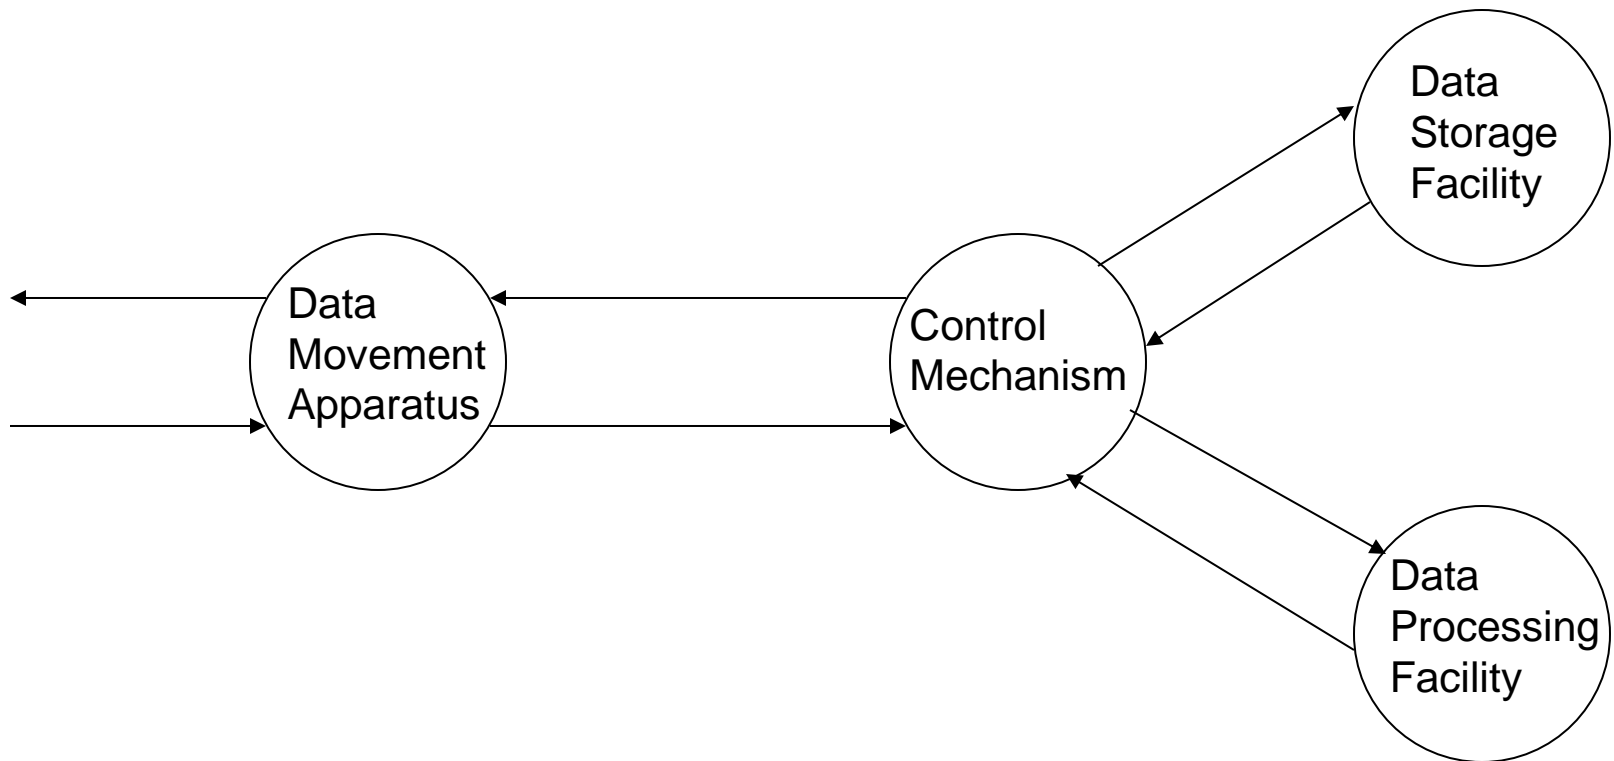 Data
Movement
Apparatus
Control
Mechanism
Data
Storage
Facility
Data
Processing
Facility